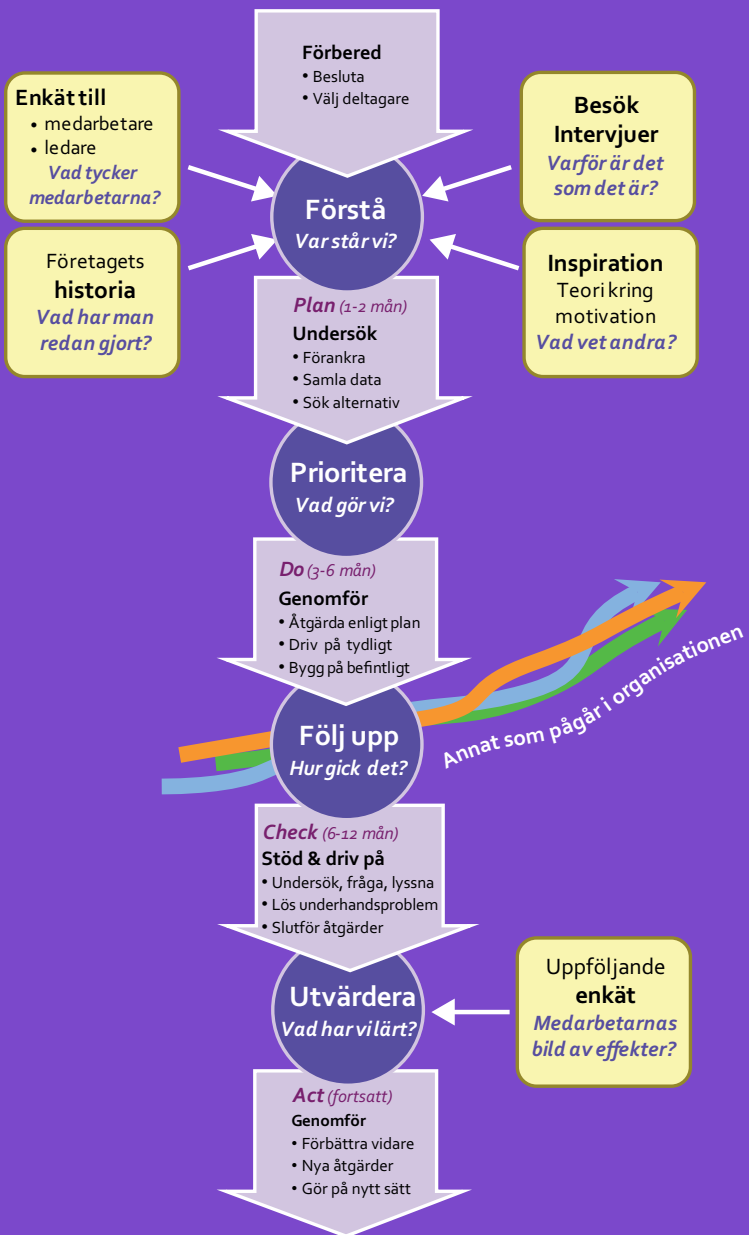 Förbered
• Besluta
• Välj deltagare
Enkät till
• medarbetare
• ledare
Vad tycker
medarbetarna?
Besök
Intervjuer
Varför är det
som det är?
Förstå
Var står vi?
Företagets
historia
Vad har man
redan gjort?
Inspiration
Teori kring
motivation
Vad vet andra?
Plan (1-2 mån)
Undersök
• Förankra
• Samla data
• Sök alternativ
Prioritera
Vad gör vi?
Do (3-6 mån)
Genomför
• Åtgärda enligt plan
• Driv på tydligt
• Bygg på befintligt
Annat som pågår i organisationen
Följ upp
Hur gick det?
Check (6-12 mån)
Stöd & driv på
• Undersök, fråga, lyssna
• Lös underhandsproblem
• Slutför åtgärder
Utvärdera
Vad har vi lärt?
Uppföljande
enkät
Medarbetarnas
bild av effekter?
Act (fortsatt)
Genomför
• Förbättra vidare
• Nya åtgärder
• Gör på nytt sätt